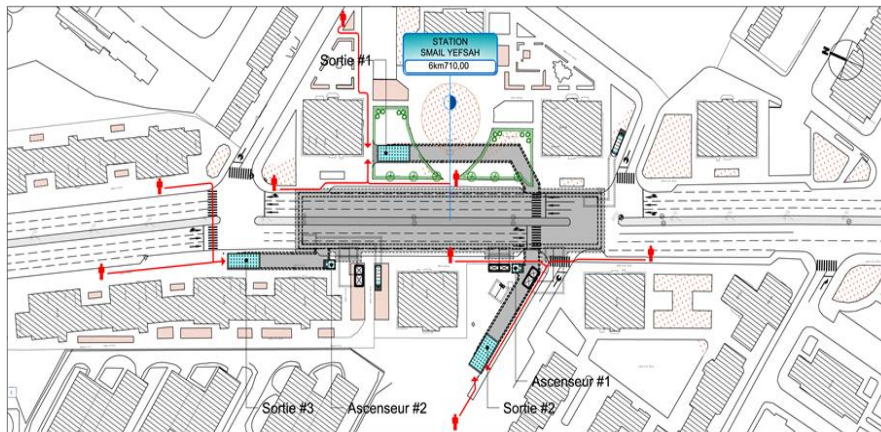 STATION
SMAIL YEFSAH
6km710,00
Sortie #1
N
Ascenseur #1
Sortie #3
Ascenseur #2
Sortie #2